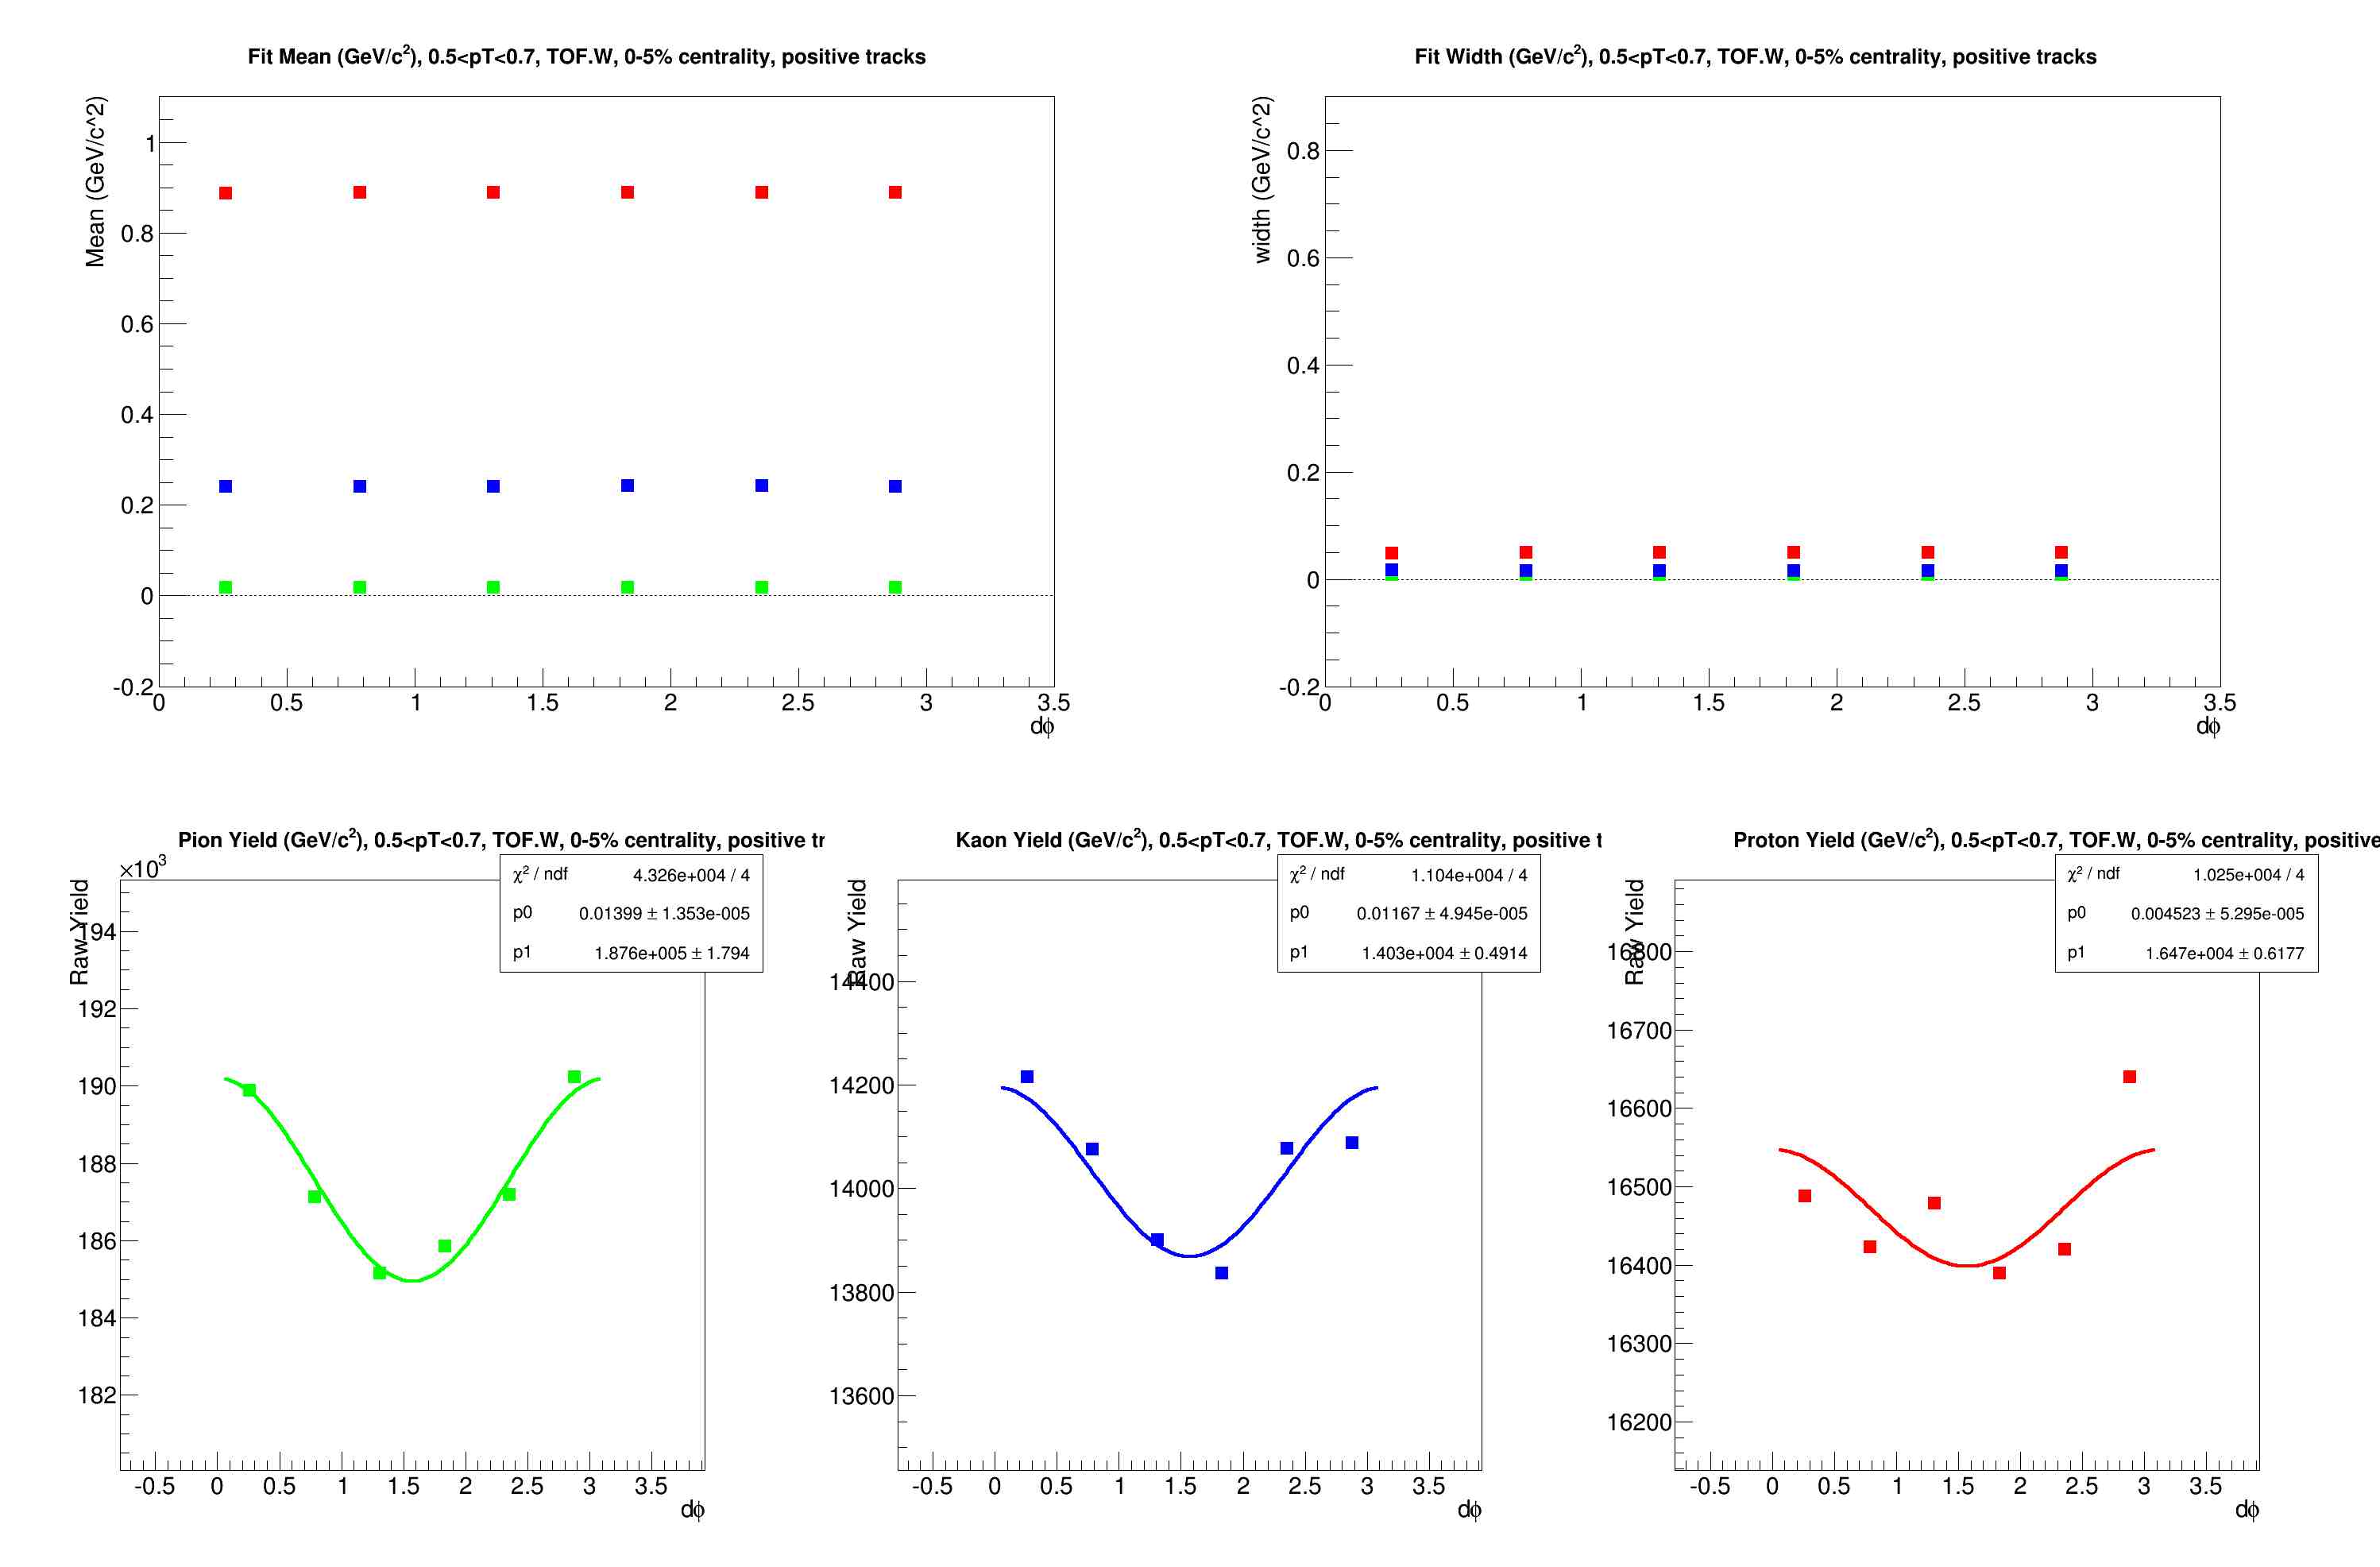 Fit Mean (GeV/c²), 0.5<pT<0.7, TOF.W, 0-5% centrality, positive tracks
Mean (GeV/c^2)
1
0.8
0.6
0.4
0.2
0
-0.2
0 0.5 1 1.5 2 2.5 3 3.5
dϕ
Fit Width (GeV/c²), 0.5<pT<0.7, TOF.W, 0-5% centrality, positive tracks
width (GeV/c^2)
0.8
0.6
0.4
0.2
0
-0.2
0 0.5 1 1.5 2 2.5 3 3.5
dϕ
Pion Yield (GeV/c²), 0.5<pT<0.7, TOF.W, 0-5% centrality, positive tr
×10³
Raw Yield
χ² / ndf 4.326e+004 / 4
p0 0.01399 ± 1.353e-005
p1 1.876e+005 ± 1.794
194
192
190
188
186
184
182
-0.5 0 0.5 1 1.5 2 2.5 3 3.5
dϕ
Kaon Yield (GeV/c²), 0.5<pT<0.7, TOF.W, 0-5% centrality, positive t
Raw Yield
χ² / ndf 1.104e+004 / 4
p0 0.01167 ± 4.945e-005
p1 1.403e+004 ± 0.4914
14400
14200
14000
13800
13600
-0.5 0 0.5 1 1.5 2 2.5 3 3.5
dϕ
Proton Yield (GeV/c²), 0.5<pT<0.7, TOF.W, 0-5% centrality, positive
Raw Yield
χ² / ndf 1.025e+004 / 4
p0 0.004523 ± 5.295e-005
p1 1.647e+004 ± 0.6177
16800
16700
16600
16500
16400
16300
16200
-0.5 0 0.5 1 1.5 2 2.5 3 3.5
dϕ